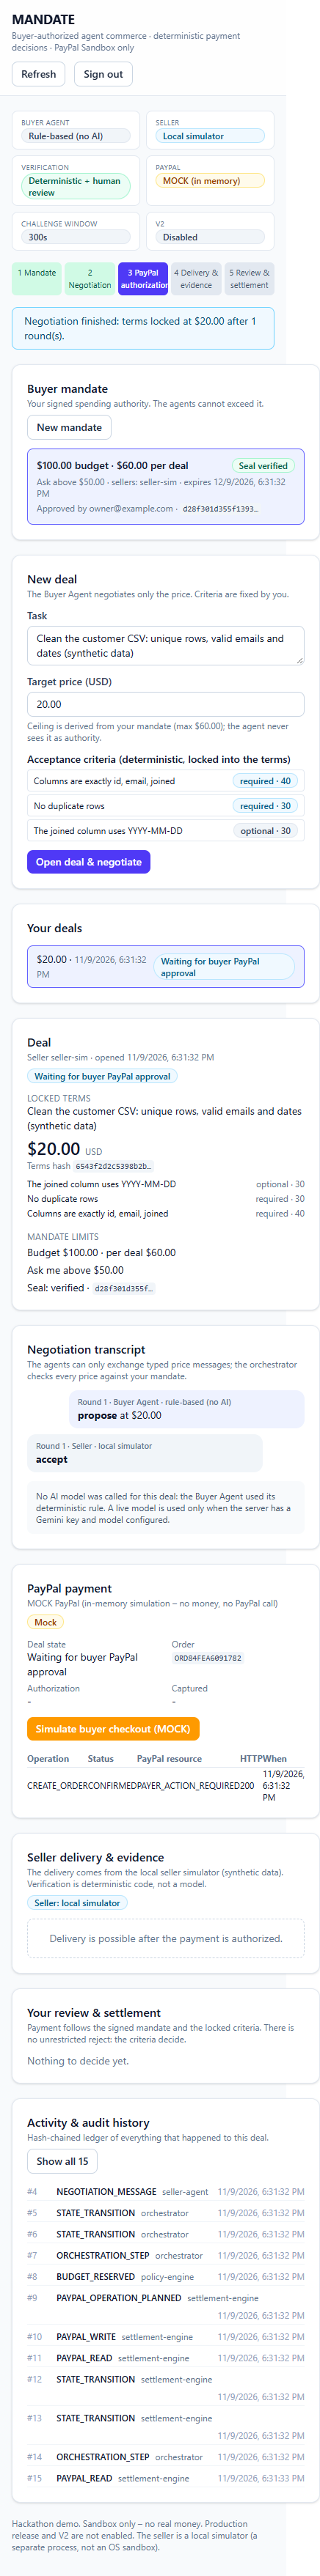 MANDATE
Buyer-authorized agent commerce · deterministic payment
decisions · PayPal Sandbox only
Refresh
Sign out
BUYER AGENT
Rule-based (no AI)
SELLER
Local simulator
VERIFICATION
Deterministic + human
review
PAYPAL
MOCK (in memory)
CHALLENGE WINDOW
300s
V2
Disabled
1 Mandate
2
Negotiation
3 PayPal
authorization
4 Delivery &
evidence
5 Review &
settlement
Negotiation finished: terms locked at $20.00 after 1
round(s).
Buyer mandate
Your signed spending authority. The agents cannot exceed it.
New mandate
$100.00 budget · $60.00 per deal
Seal verified
Ask above $50.00 · sellers: seller-sim · expires 12/9/2026, 6:31:32
PM
Approved by owner@example.com · d28f301d355f1393…
New deal
The Buyer Agent negotiates only the price. Criteria are fixed by you.
Task
Clean the customer CSV: unique rows, valid emails and
dates (synthetic data)
Target price (USD)
20.00
Ceiling is derived from your mandate (max $60.00); the agent never
sees it as authority.
Acceptance criteria (deterministic, locked into the terms)
Columns are exactly id, email, joined
required · 40
No duplicate rows
required · 30
The joined column uses YYYY-MM-DD
optional · 30
Open deal & negotiate
Your deals
$20.00 · 11/9/2026, 6:31:32
PM
Waiting for buyer PayPal
approval
Deal
Seller seller-sim · opened 11/9/2026, 6:31:32 PM
Waiting for buyer PayPal approval
LOCKED TERMS
Clean the customer CSV: unique rows, valid emails and dates
(synthetic data)
$20.00 USD
Terms hash 6543f2d2c5398b2b…
The joined column uses YYYY-MM-DD
optional · 30
No duplicate rows
required · 30
Columns are exactly id, email, joined
required · 40
MANDATE LIMITS
Budget $100.00 · per deal $60.00
Ask me above $50.00
Seal: verified · d28f301d355f…
Negotiation transcript
The agents can only exchange typed price messages; the orchestrator
checks every price against your mandate.
Round 1 · Buyer Agent · rule-based (no AI)
propose at $20.00
Round 1 · Seller · local simulator
accept
No AI model was called for this deal: the Buyer Agent used its
deterministic rule. A live model is used only when the server has a
Gemini key and model configured.
PayPal payment
MOCK PayPal (in-memory simulation – no money, no PayPal call)
Mock
Deal state
Waiting for buyer PayPal
approval
Order
ORD84FEA6091782
Authorization
-
Captured
-
Simulate buyer checkout (MOCK)
Operation Status PayPal resource HTTP When
CREATE_ORDER CONFIRMED PAYER_ACTION_REQUIRED 200 11/9/2026,
6:31:32
PM
Seller delivery & evidence
The delivery comes from the local seller simulator (synthetic data).
Verification is deterministic code, not a model.
Seller: local simulator
Delivery is possible after the payment is authorized.
Your review & settlement
Payment follows the signed mandate and the locked criteria. There is
no unrestricted reject: the criteria decide.
Nothing to decide yet.
Activity & audit history
Hash-chained ledger of everything that happened to this deal.
Show all 15
#4 NEGOTIATION_MESSAGE seller-agent 11/9/2026, 6:31:32 PM
#5 STATE_TRANSITION orchestrator 11/9/2026, 6:31:32 PM
#6 STATE_TRANSITION orchestrator 11/9/2026, 6:31:32 PM
#7 ORCHESTRATION_STEP orchestrator 11/9/2026, 6:31:32 PM
#8 BUDGET_RESERVED policy-engine 11/9/2026, 6:31:32 PM
#9 PAYPAL_OPERATION_PLANNED settlement-engine
11/9/2026, 6:31:32 PM
#10 PAYPAL_WRITE settlement-engine 11/9/2026, 6:31:32 PM
#11 PAYPAL_READ settlement-engine 11/9/2026, 6:31:32 PM
#12 STATE_TRANSITION settlement-engine
11/9/2026, 6:31:32 PM
#13 STATE_TRANSITION settlement-engine
11/9/2026, 6:31:32 PM
#14 ORCHESTRATION_STEP orchestrator 11/9/2026, 6:31:32 PM
#15 PAYPAL_READ settlement-engine 11/9/2026, 6:31:33 PM
Hackathon demo. Sandbox only – no real money. Production
release and V2 are not enabled. The seller is a local simulator (a
separate process, not an OS sandbox).